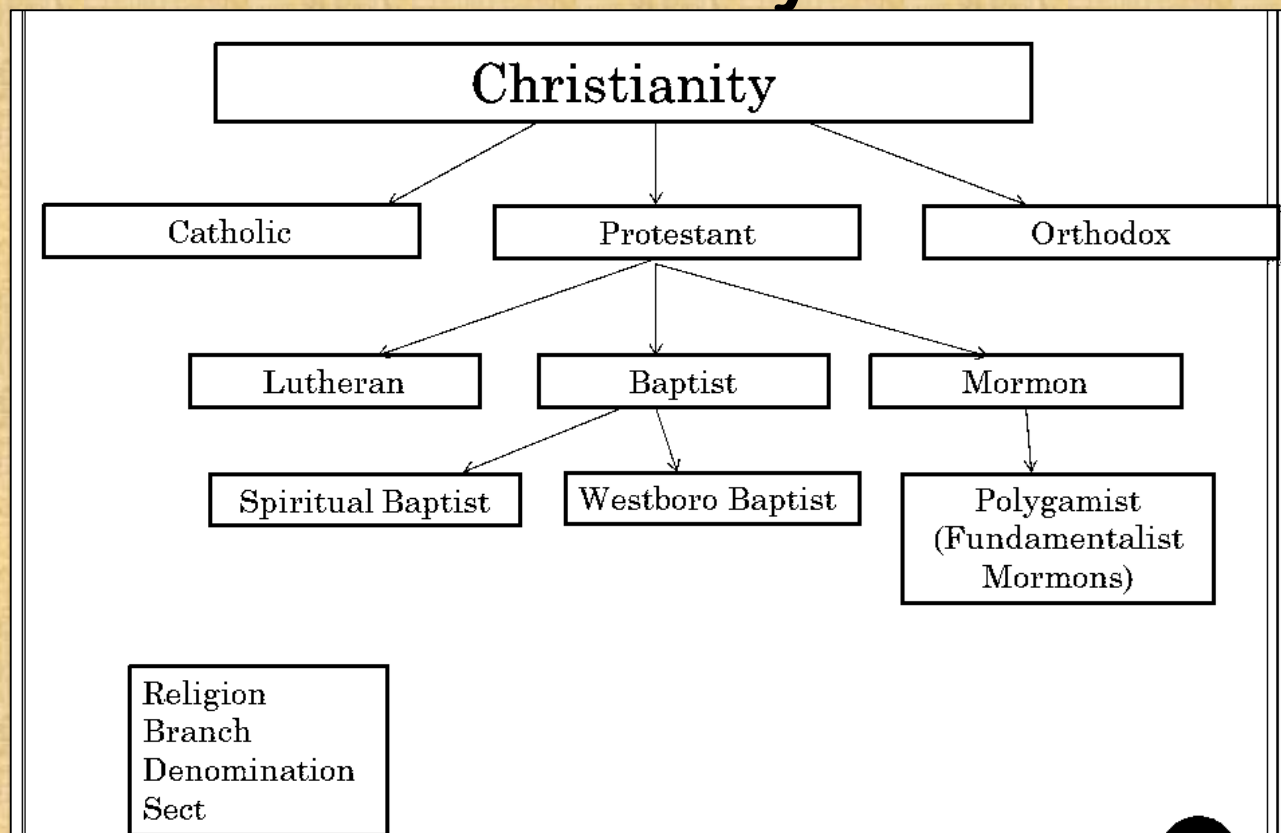 Christianity
Catholic
Protestant
Orthodox
Lutheran
Baptist
Mormon
Spiritual Baptist
Westboro Baptist
Polygamist
(Fundamentalist
Mormons)
Religion
Branch
Denomination
Sect